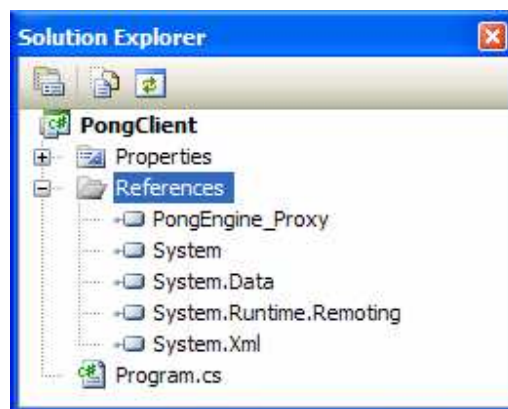 Solution Explorer
PongClient
Properties
References
PongEngine_Proxy
System
System.Data
System.Runtime.Remoting
System.Xml
Program.cs